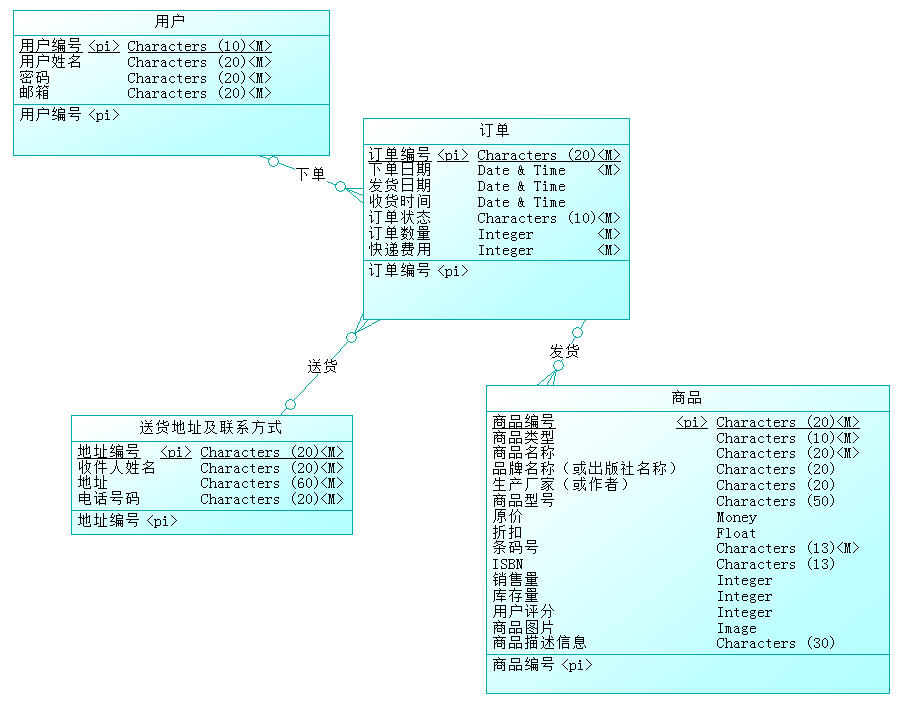 用户
用户编号 <pi> Characters (10)<M>
用户姓名 Characters (20)<M>
密码 Characters (20)<M>
邮箱 Characters (20)<M>
用户编号 <pi>
下单
订单
订单编号 <pi> Characters (20)<M>
下单日期 Date & Time <M>
发货日期 Date & Time
收货时间 Date & Time
订单状态 Characters (10)<M>
订单数量 Integer <M>
快递费用 Integer <M>
订单编号 <pi>
送货
发货
送货地址及联系方式
地址编号 <pi> Characters (20)<M>
收件人姓名 Characters (20)<M>
地址 Characters (60)<M>
电话号码 Characters (20)<M>
地址编号 <pi>
商品
商品编号 <pi> Characters (20)<M>
商品类型 Characters (10)<M>
商品名称 Characters (20)<M>
品牌名称（或出版社名称） Characters (20)
生产厂家（或作者） Characters (20)
商品型号 Characters (50)
原价 Money
折扣 Float
条码号 Characters (13)<M>
ISBN Characters (13)
销售量 Integer
库存量 Integer
用户评分 Integer
商品图片 Image
商品描述信息 Characters (30)
商品编号 <pi>